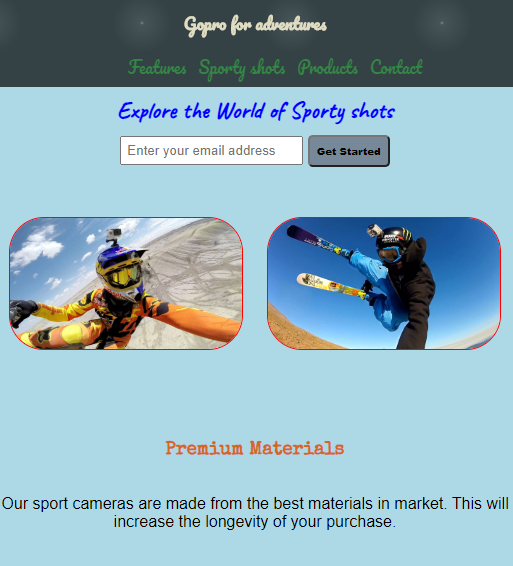 Gopro for adventures
Features Sporty shots Products Contact
Explore the World of Sporty shots
Enter your email address Get Started
Premium Materials
Our sport cameras are made from the best materials in market. This will
increase the longevity of your purchase.